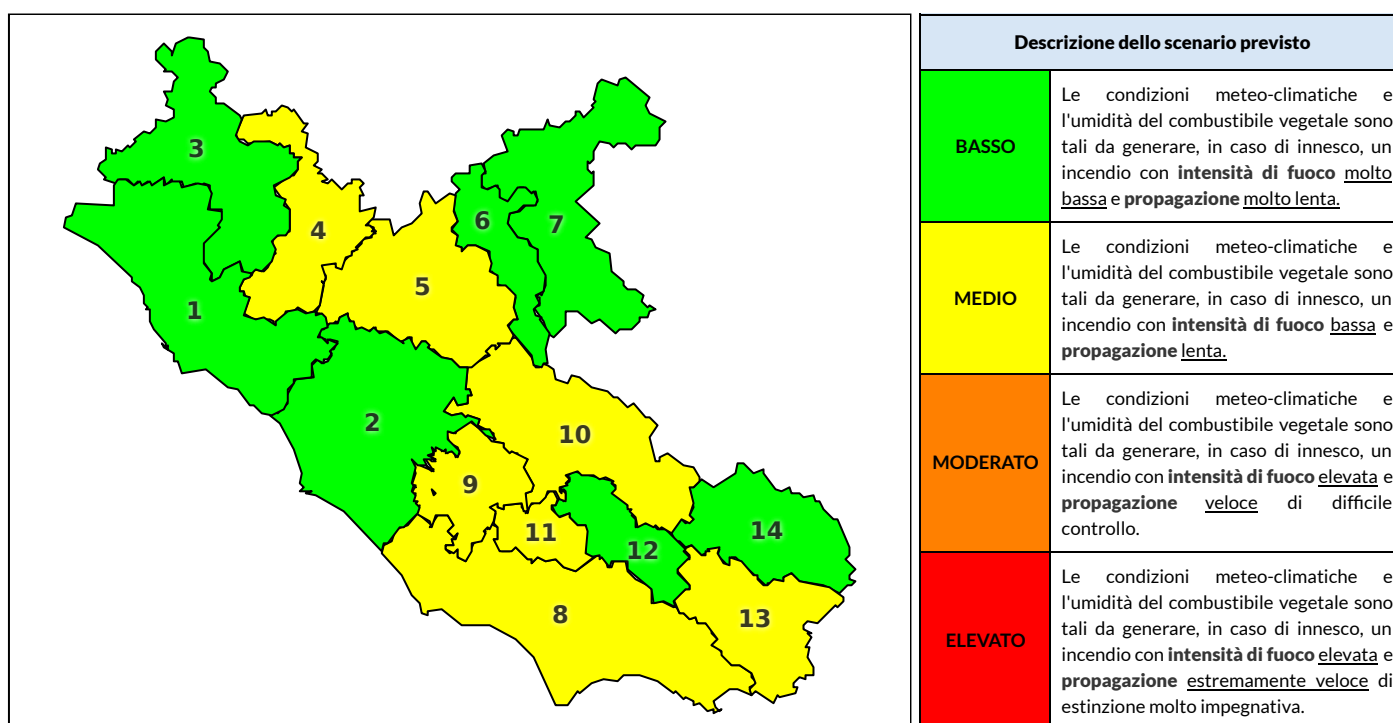 3
4
6
7
5
1
2
10
9
11
12
14
8
13
Descrizione dello scenario previsto
BASSO
Le condizioni meteo-climatiche e
l'umidità del combustibile vegetale sono
tali da generare, in caso di innesco, un
incendio con intensità di fuoco molto
bassa e propagazione molto lenta.
MEDIO
Le condizioni meteo-climatiche e
l'umidità del combustibile vegetale sono
tali da generare, in caso di innesco, un
incendio con intensità di fuoco bassa e
propagazione lenta.
MODERATO
Le condizioni meteo-climatiche e
l'umidità del combustibile vegetale sono
tali da generare, in caso di innesco, un
incendio con intensità di fuoco elevata e
propagazione veloce di difficile
controllo.
ELEVATO
Le condizioni meteo-climatiche e
l'umidità del combustibile vegetale sono
tali da generare, in caso di innesco, un
incendio con intensità di fuoco elevata e
propagazione estremamente veloce di
estinzione molto impegnativa.